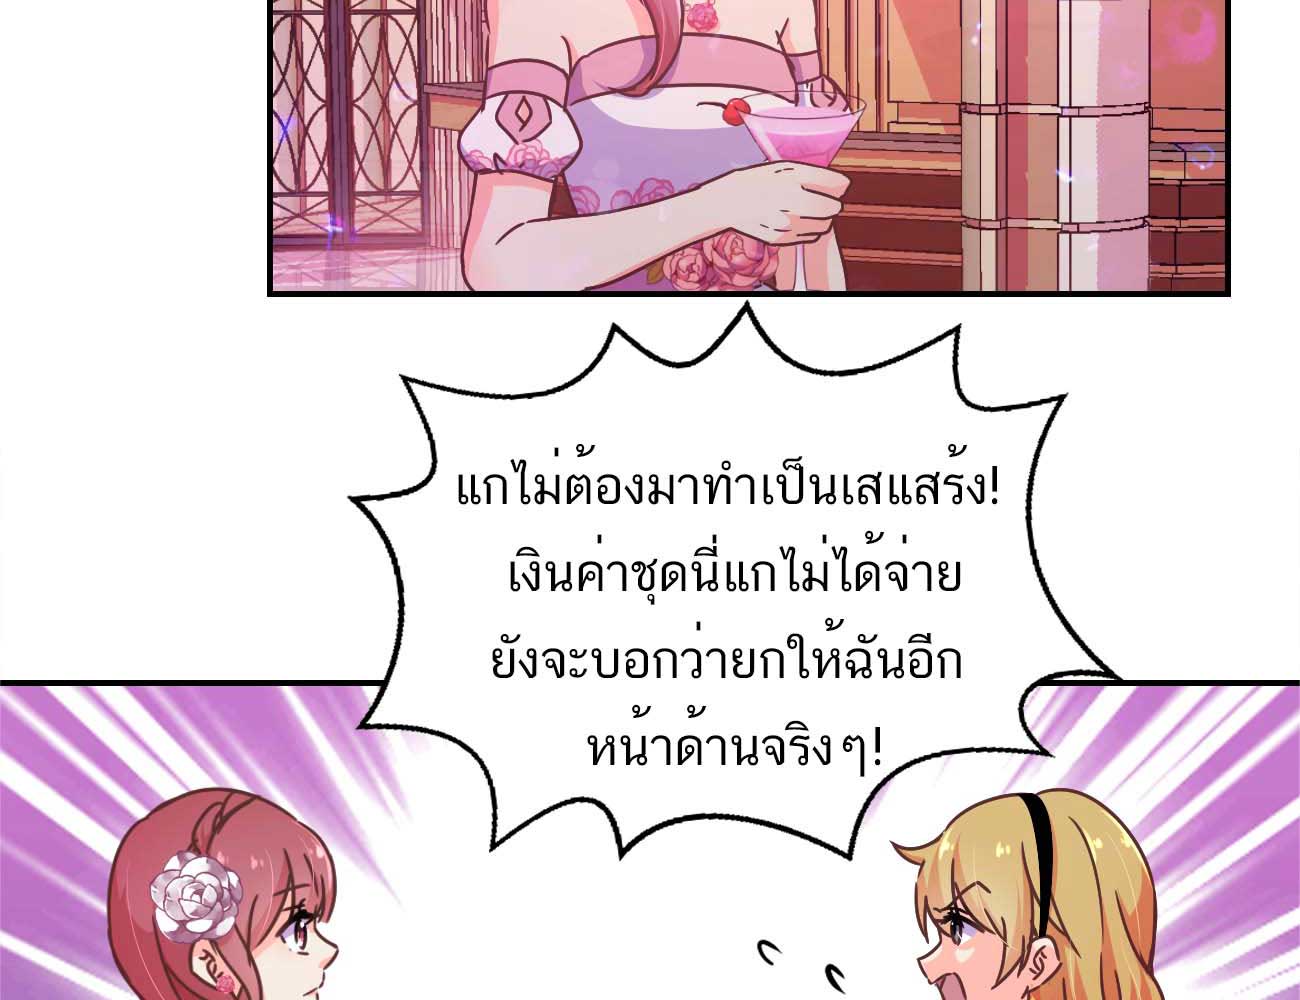 แกไม่ต้องมาทำเป็นเสแสร้ง!
เงินค่าชุดนี่แกไม่ได้จ่าย
ยังจะบอกว่ายกให้ฉันอีก
หน้าด้านจริงๆ!